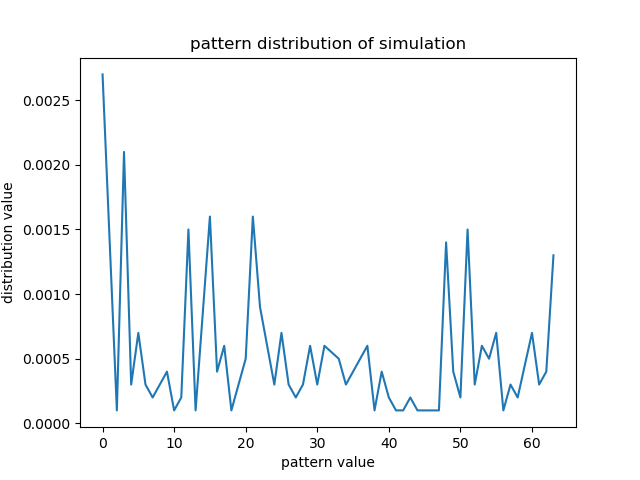 pattern distribution of simulation
distribution value
0.0025
0.0020
0.0015
0.0010
0.0005
0.0000
0 10 20 30 40 50 60
pattern value